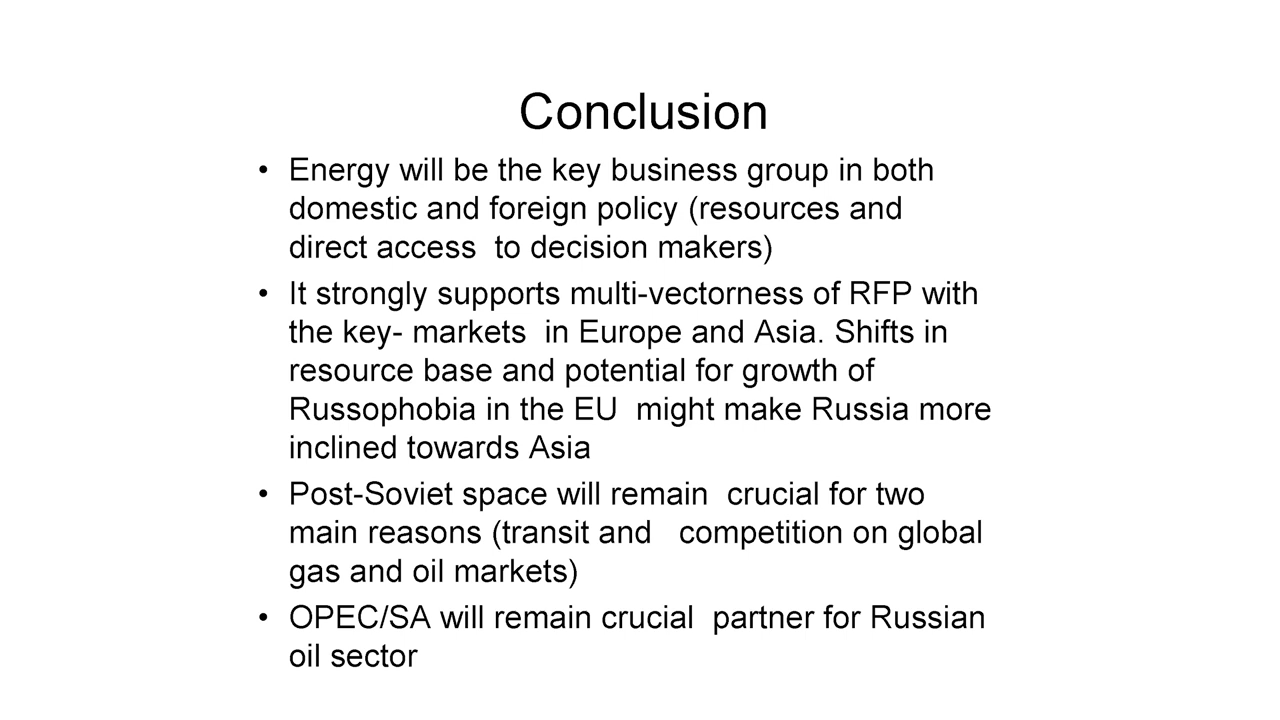 Conclusion
• Energy will be the key business group in both
domestic and foreign policy (resources and
direct access  to decision makers)
• It strongly supports multi-vectorness of RFP with
the key- markets  in Europe and Asia. Shifts in
resource base and potential for growth of
Russophobia in the EU  might make Russia more
inclined towards Asia
• Post-Soviet space will remain  crucial for two
main reasons (transit and   competition on global
gas and oil markets)
• OPEC/SA will remain crucial  partner for Russian
oil sector